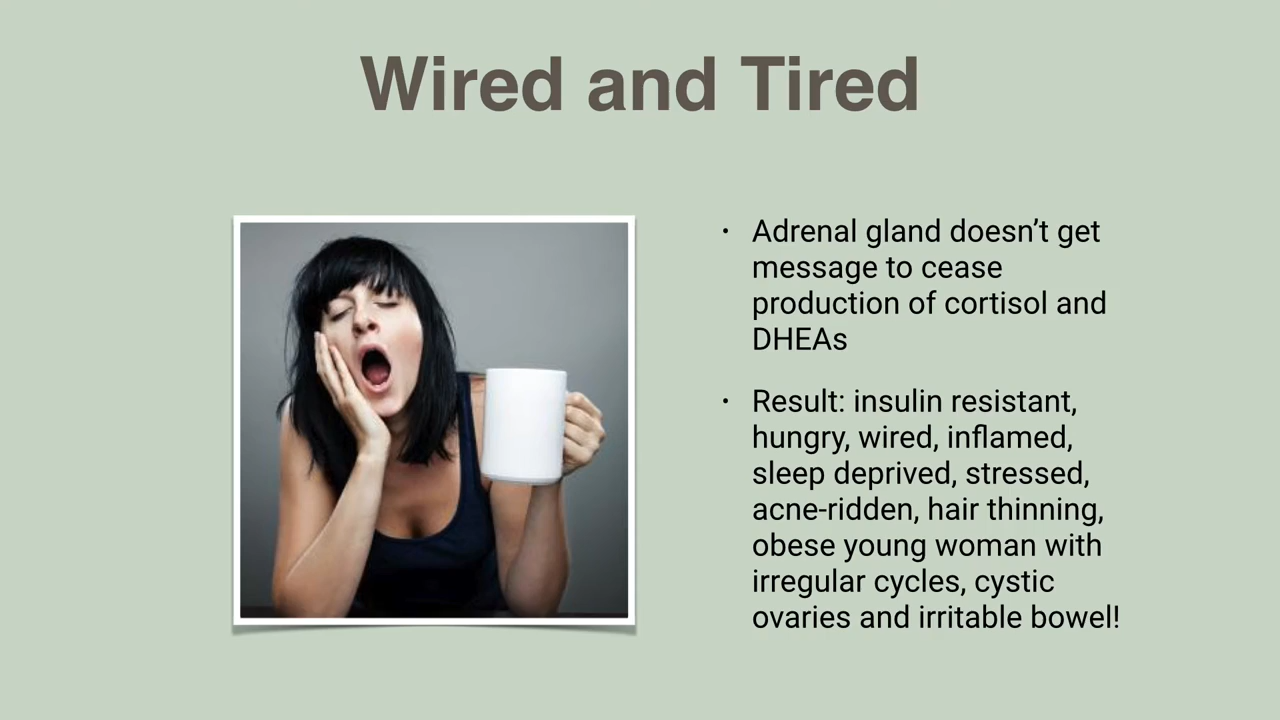 Wired and Tired
• Adrenal gland doesn’t get
message to cease
production of cortisol and
DHEAs
• Result: insulin resistant,
hungry, wired, inflamed,
sleep deprived, stressed,
acne-ridden, hair thinning,
obese young woman with
irregular cycles, cystic
ovaries and irritable bowel!